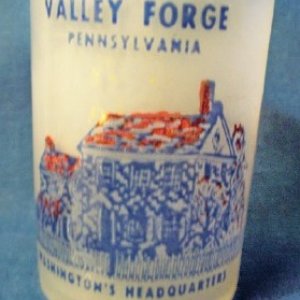 VALLEY FORGE
PENNSYLVANIA
WASHINGTON'S HEADQUARTERS